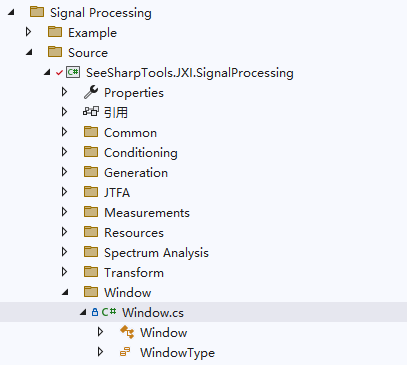 Signal Processing
Example
Source
C# SeeSharpTools.JXI.SignalProcessing
Properties
引用
Common
Conditioning
Generation
JTFA
Measurements
Resources
Spectrum Analysis
Transform
Window
C# Window.cs
Window
WindowType